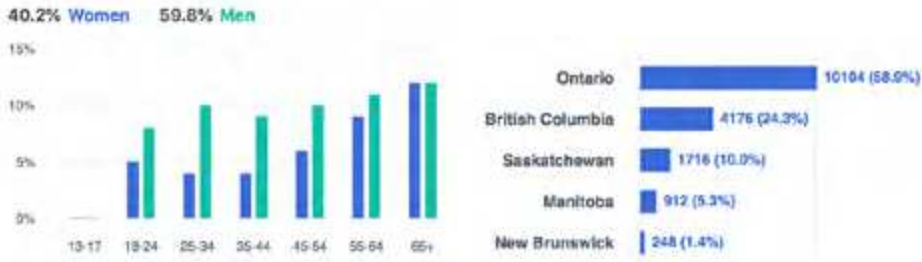 40.2% Women 59.8% Men
15%
10%
5%
0%
13-17 18-24 25-34 35-44 45-54 55-64 65+
Ontario 10104 (58.9%)
British Columbia 4176 (24.3%)
Saskatchewan 1716 (10.0%)
Manitoba 912 (5.3%)
New Brunswick 248 (1.4%)